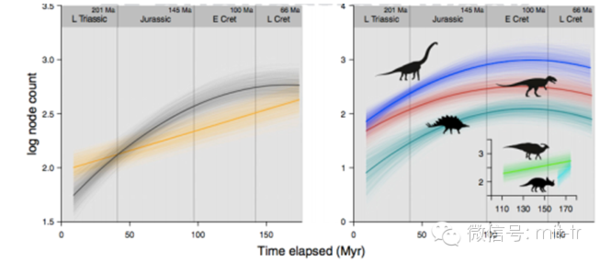 201 Ma 145 Ma 100 Ma 66 Ma
L Triassic Jurassic E Cret L Cret
3.5
3.0
2.5
2.0
1.5
log node count
0 50 100 150
201 Ma 145 Ma 100 Ma 66 Ma
L Triassic Jurassic E Cret L Cret
4
3
2
1
0
3
2
110 130 150 170
0 50 100 150
Time elapsed (Myr)
微信号: